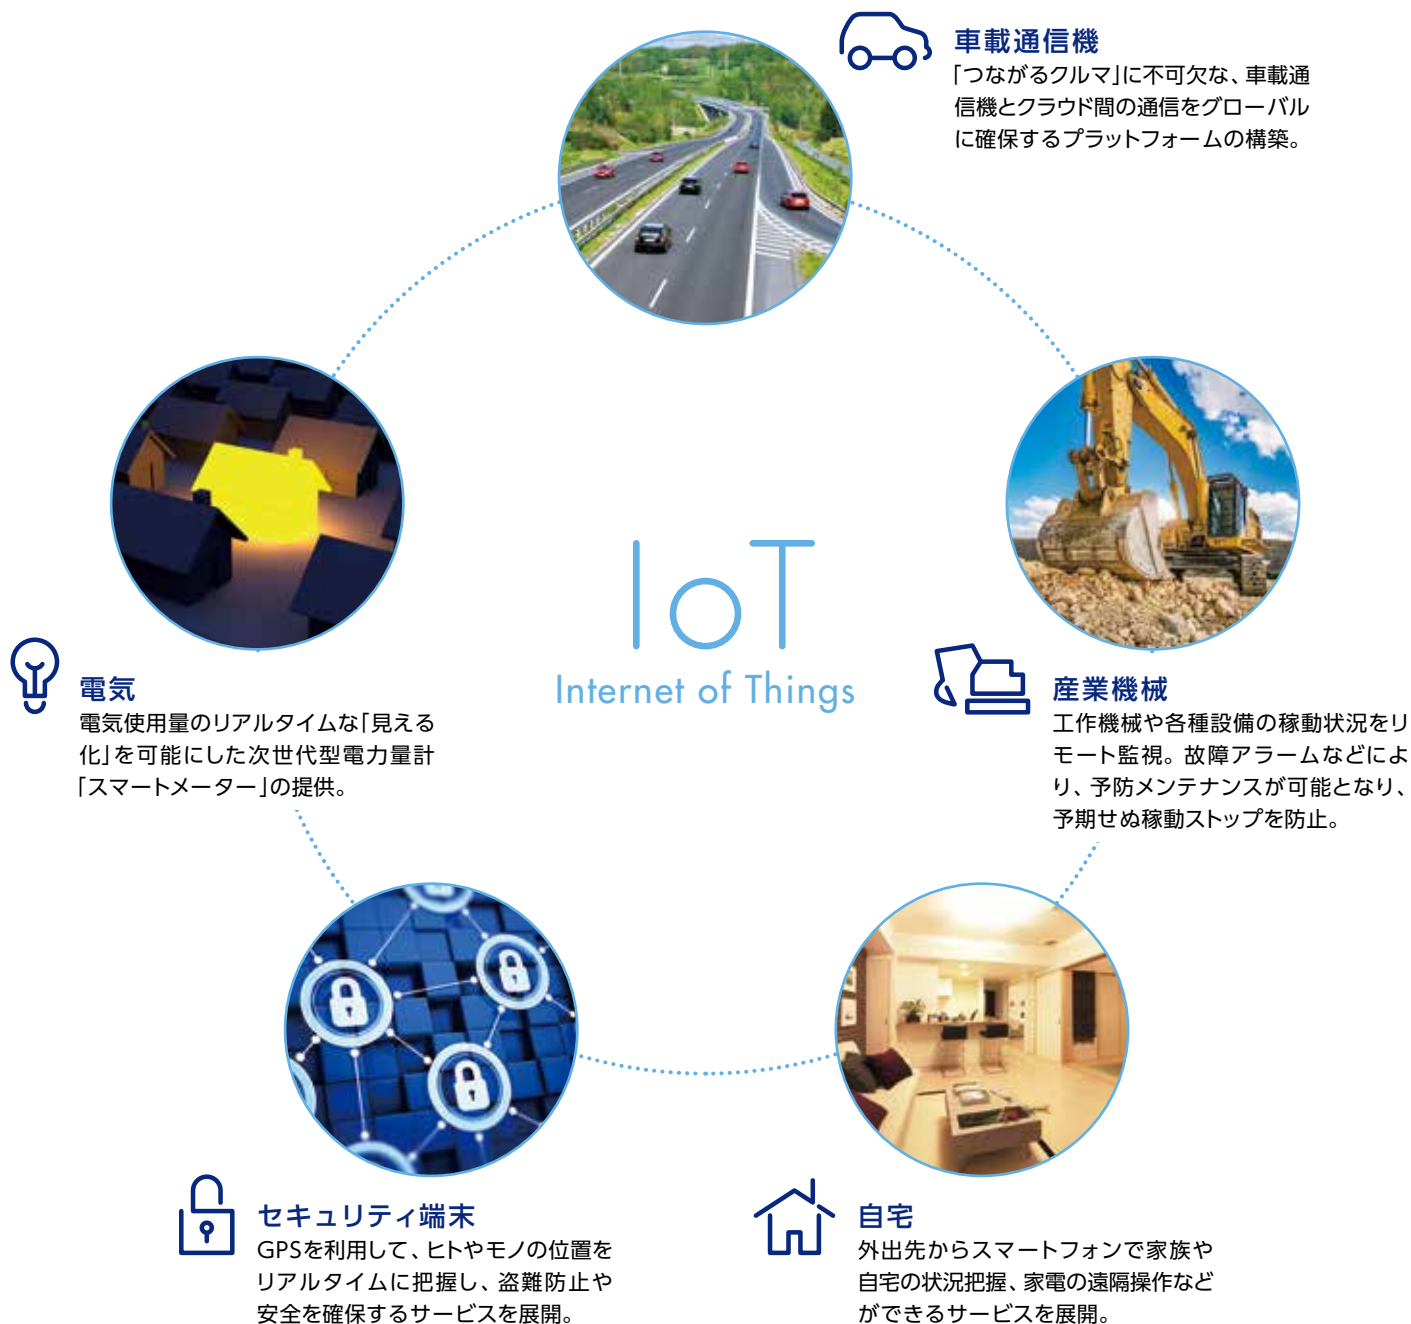 車載通信機
「つながるクルマ」に不可欠な、車載通
信機とクラウド間の通信をグローバル
に確保するプラットフォームの構築。
IoT
Internet of Things
電気
電気使用量のリアルタイムな「見える
化」を可能にした次世代型電力量計
「スマートメーター」の提供。
産業機械
工作機械や各種設備の稼動状況をリ
モート監視。故障アラームなどによ
り、予防メンテナンスが可能となり、
予期せぬ稼動ストップを防止。
セキュリティ端末
GPSを利用して、ヒトやモノの位置を
リアルタイムに把握し、盗難防止や
安全を確保するサービスを展開。
自宅
外出先からスマートフォンで家族や
自宅の状況把握、家電の遠隔操作など
ができるサービスを展開。